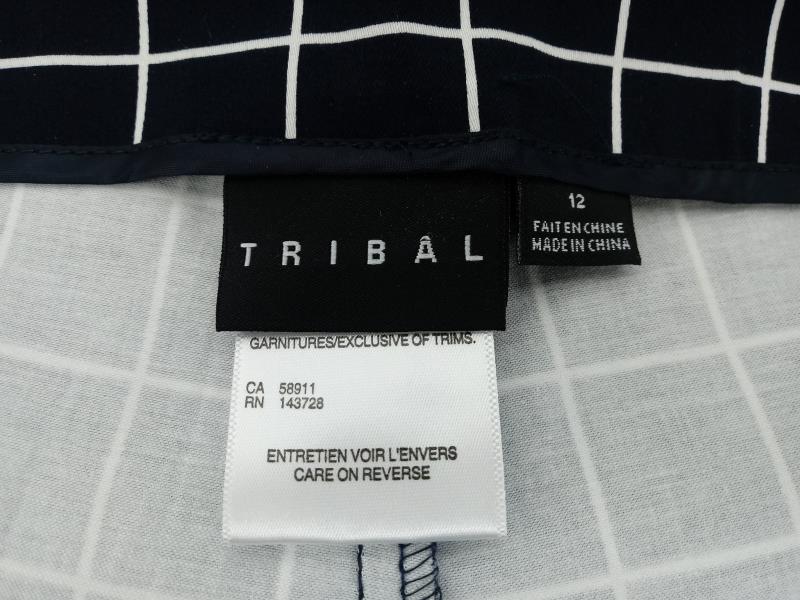 TRIBÂL
12
FAIT EN CHINE
MADE IN CHINA
GARNITURES/EXCLUSIVE OF TRIMS.
CA 58911
RN 143728
ENTRETIEN VOIR L'ENVERS
CARE ON REVERSE